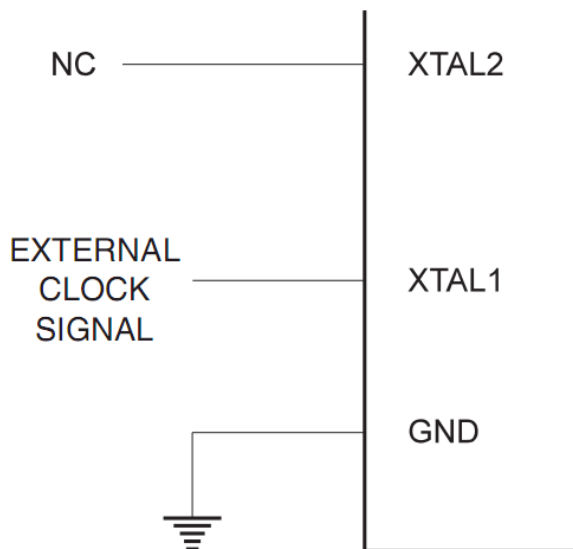 NC
XTAL2
EXTERNAL
CLOCK
SIGNAL
XTAL1
GND